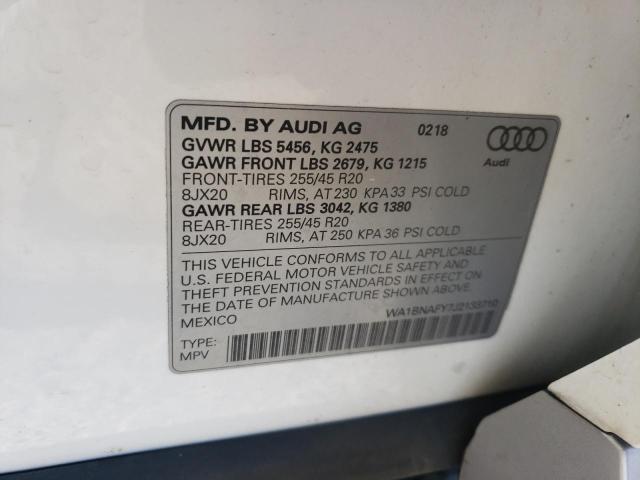 MFD. BY AUDI AG 0218
GVWR LBS 5456, KG 2475
GAWR FRONT LBS 2679, KG 1215
FRONT-TIRES 255/45 R20
8JX20 RIMS, AT 230 KPA 33 PSI COLD
GAWR REAR LBS 3042, KG 1380
REAR-TIRES 255/45 R20
8JX20 RIMS, AT 250 KPA 36 PSI COLD
Audi
THIS VEHICLE CONFORMS TO ALL APPLICABLE
U.S. FEDERAL MOTOR VEHICLE SAFETY AND
THEFT PREVENTION STANDARDS IN EFFECT ON
THE DATE OF MANUFACTURE SHOWN ABOVE.
MEXICO
WA1BNAFY7J2133710
TYPE:
MPV